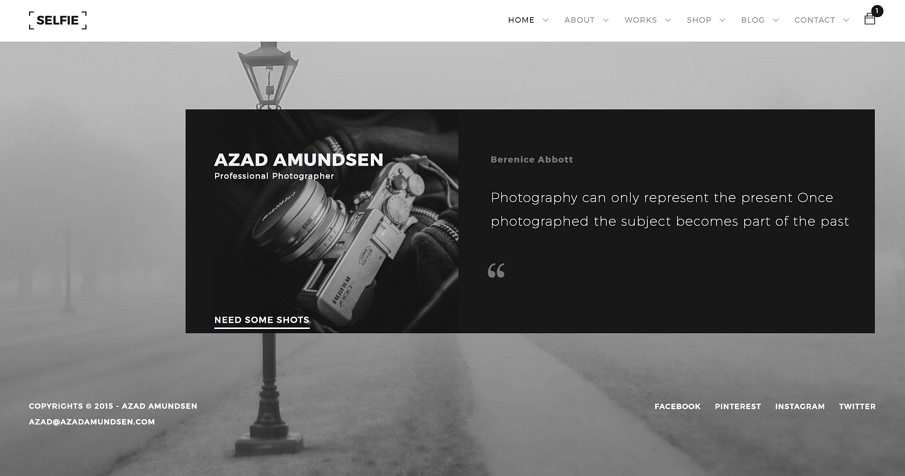 SELFIE
HOME
ABOUT
WORKS
SHOP
BLOG
CONTACT
1
AZAD AMUNDSEN
Professional Photographer
FUJIFILM
NEED SOME SHOTS
Berenice Abbott
Photography can only represent the present Once
photographed the subject becomes part of the past
“
COPYRIGHTS © 2015 - AZAD AMUNDSEN
AZAD@AZADAMUNDSEN.COM
FACEBOOK
PINTEREST
INSTAGRAM
TWITTER